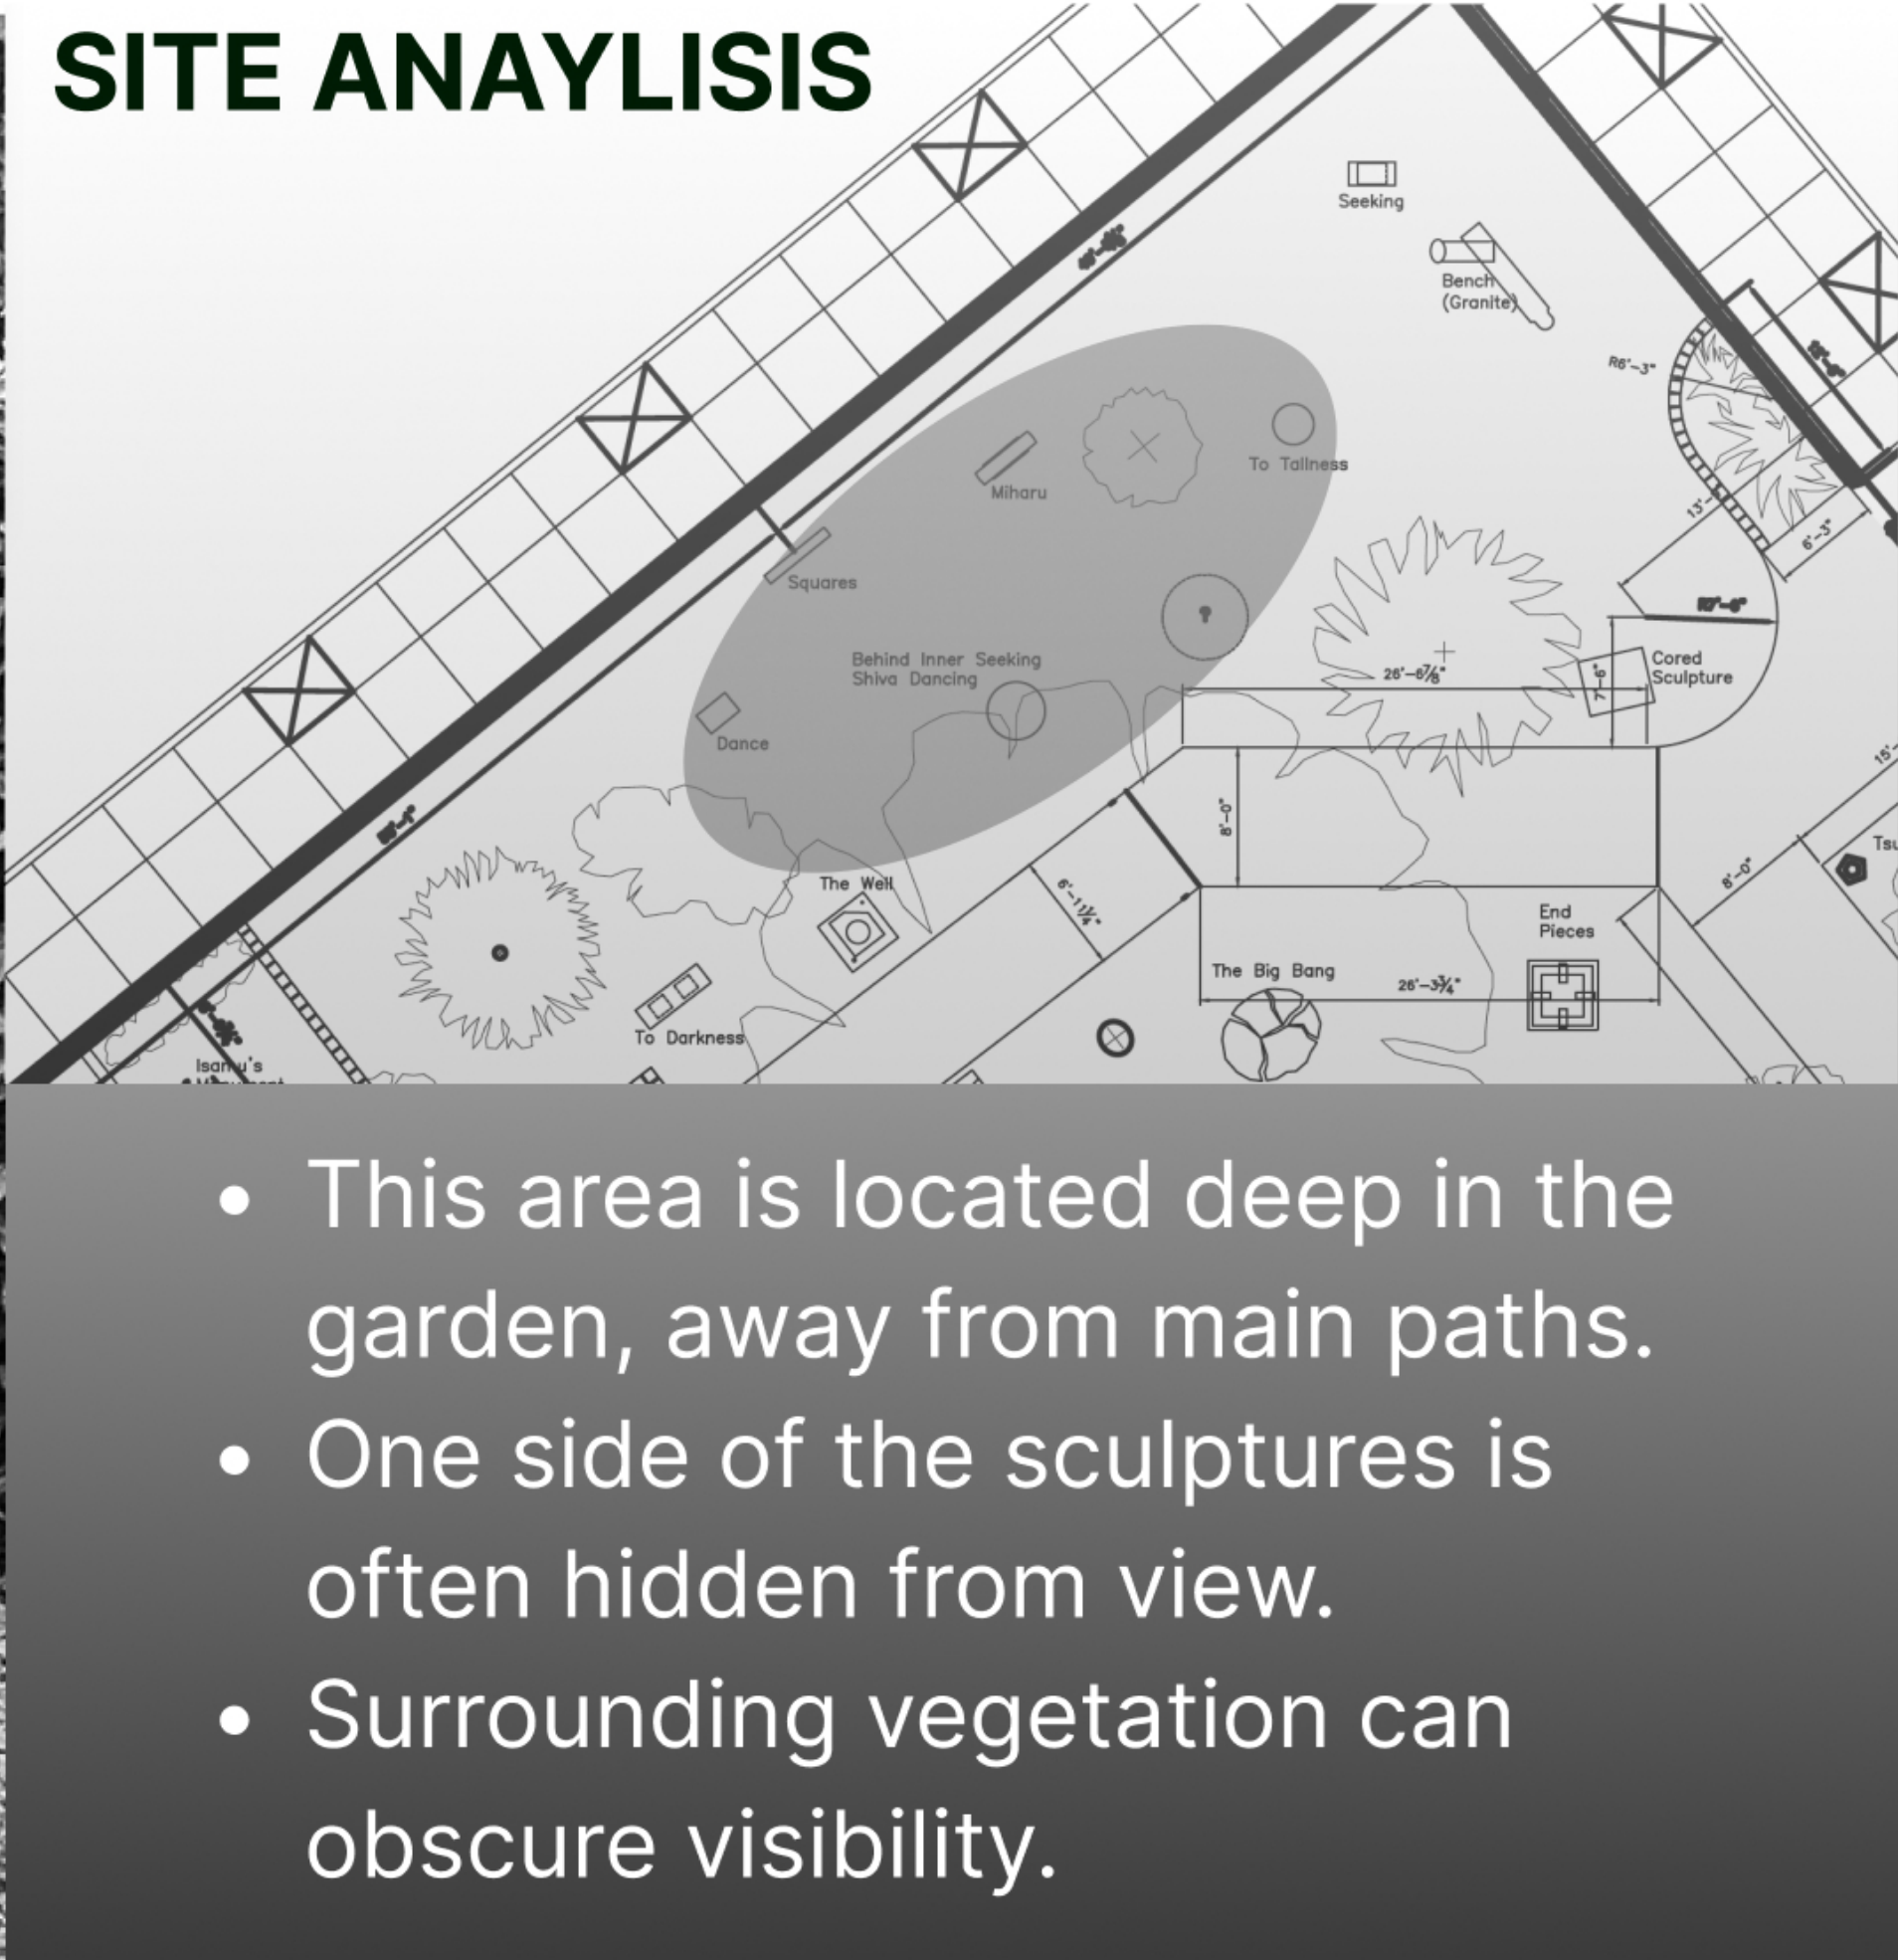 SITE ANAYLISIS
Seeking
Bench
(Granite)
R6'-3"
Miharu
To Tallness
13'-
6'-3"
Squares
Behind Inner Seeking
Shiva Dancing
26'-6⅞"
7'-6"
Cored
Sculpture
Dance
15'-
8'-0"
6'-11¼"
8'-0"
The Well
End
Pieces
The Big Bang
26'-3¾"
To Darkness
Isamu's
This area is located deep in the
garden, away from main paths.
One side of the sculptures is
often hidden from view.
Surrounding vegetation can
obscure visibility.